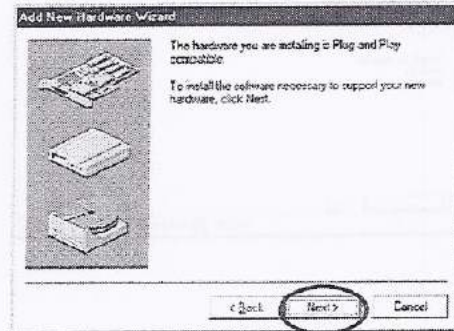 Add New Hardware Wizard
The hardware you are installing is Plug and Play
compatible.
To install the software necessary to support your new
hardware, click Next.
< Back
Next >
Cancel